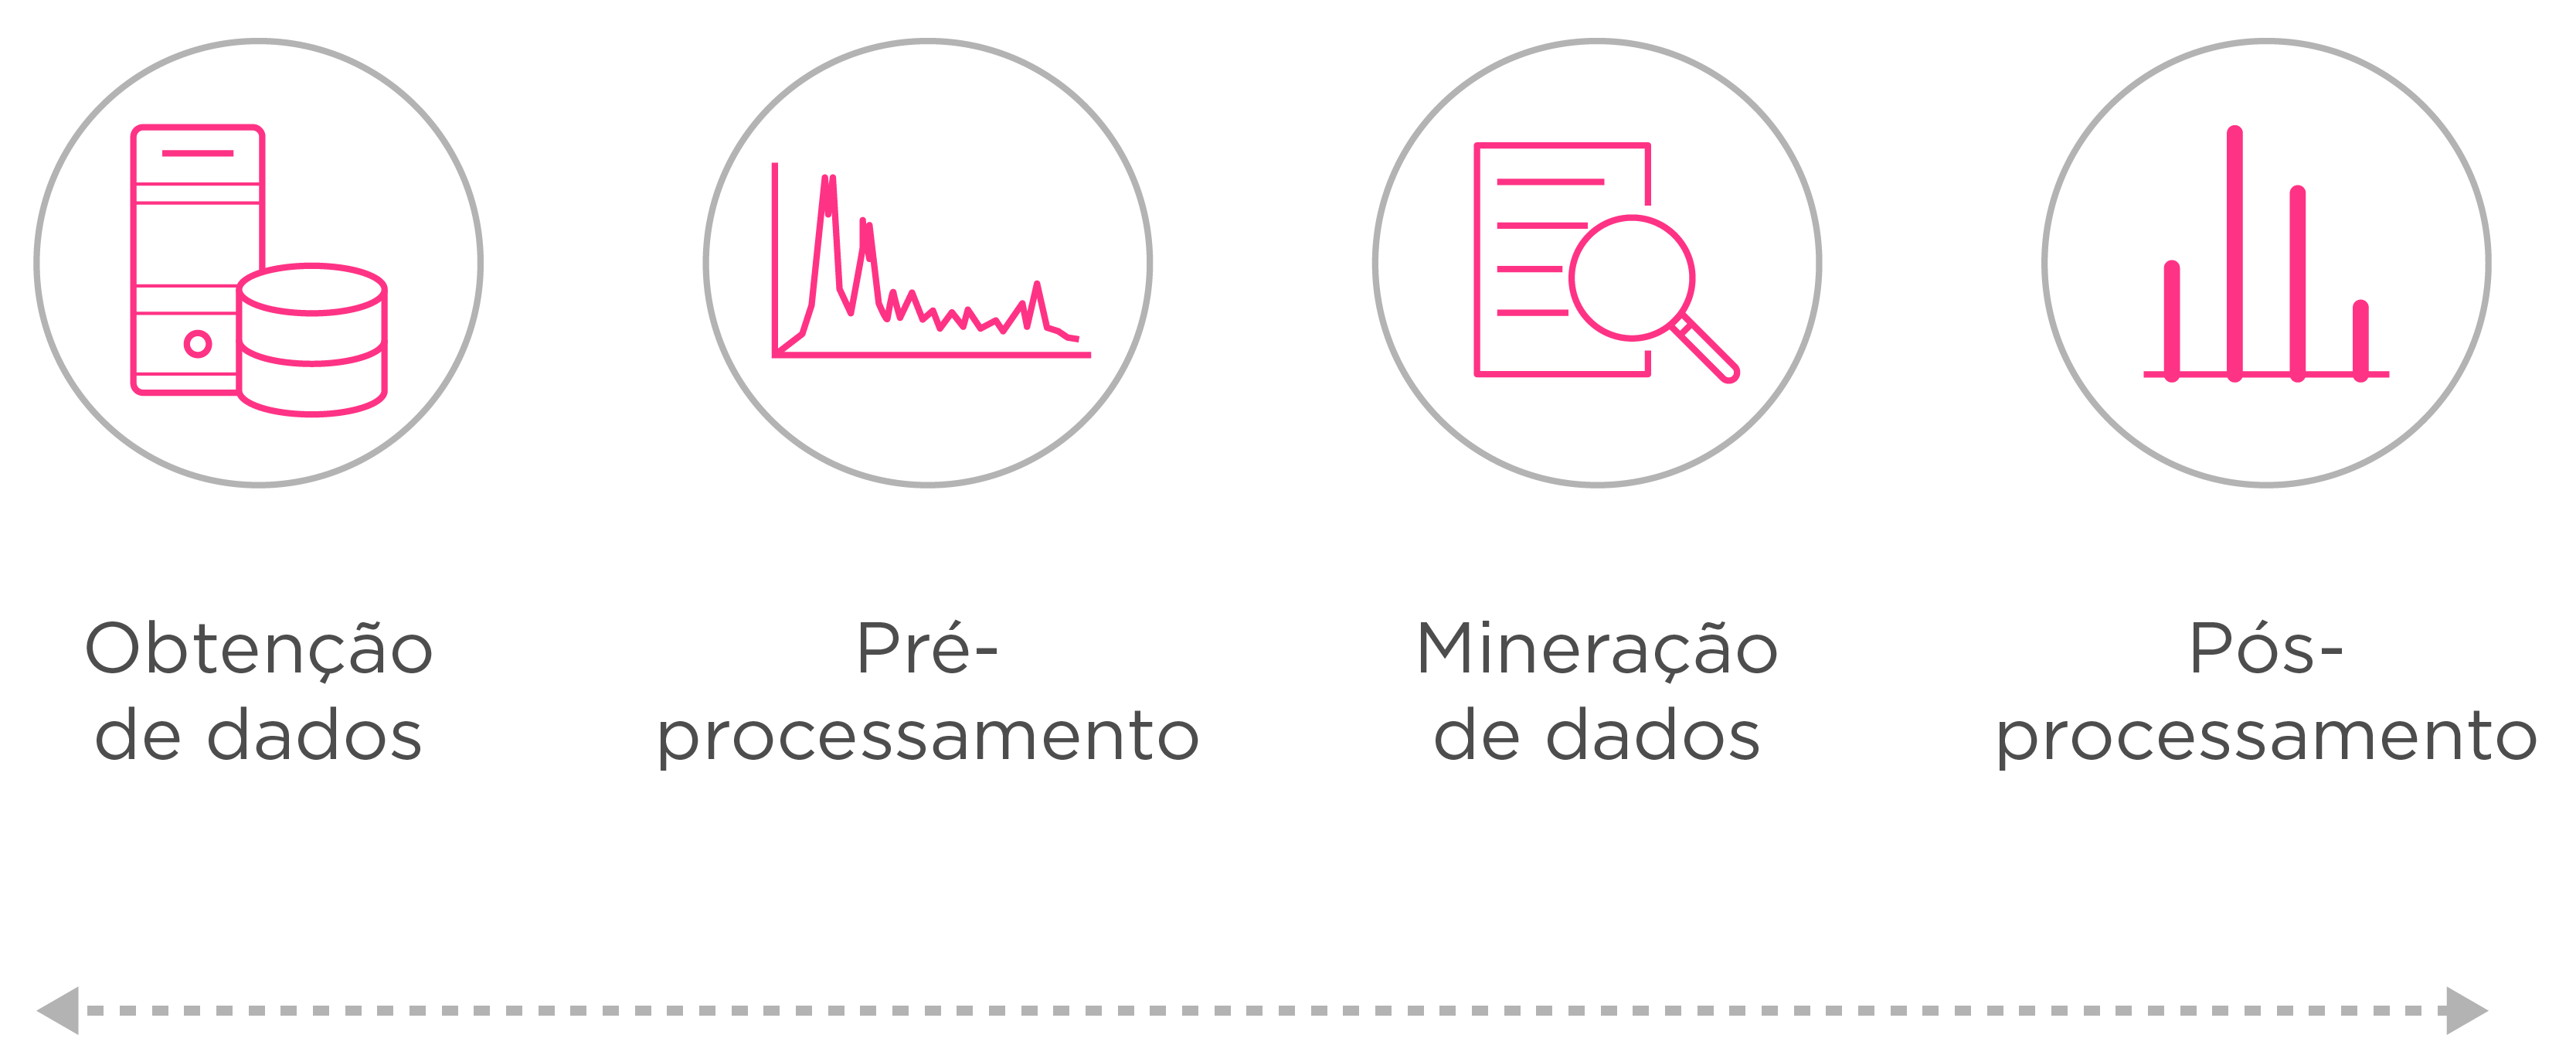 Obtenção
de dados
Pré-
processamento
Mineração
de dados
Pós-
processamento